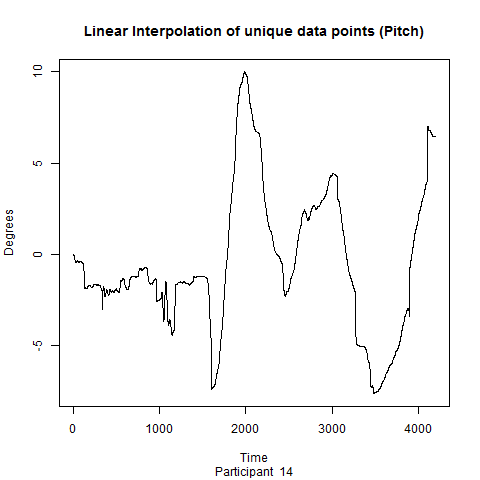 Linear Interpolation of unique data points (Pitch)
10
5
0
-5
Degrees
0 1000 2000 3000 4000
Time
Participant 14